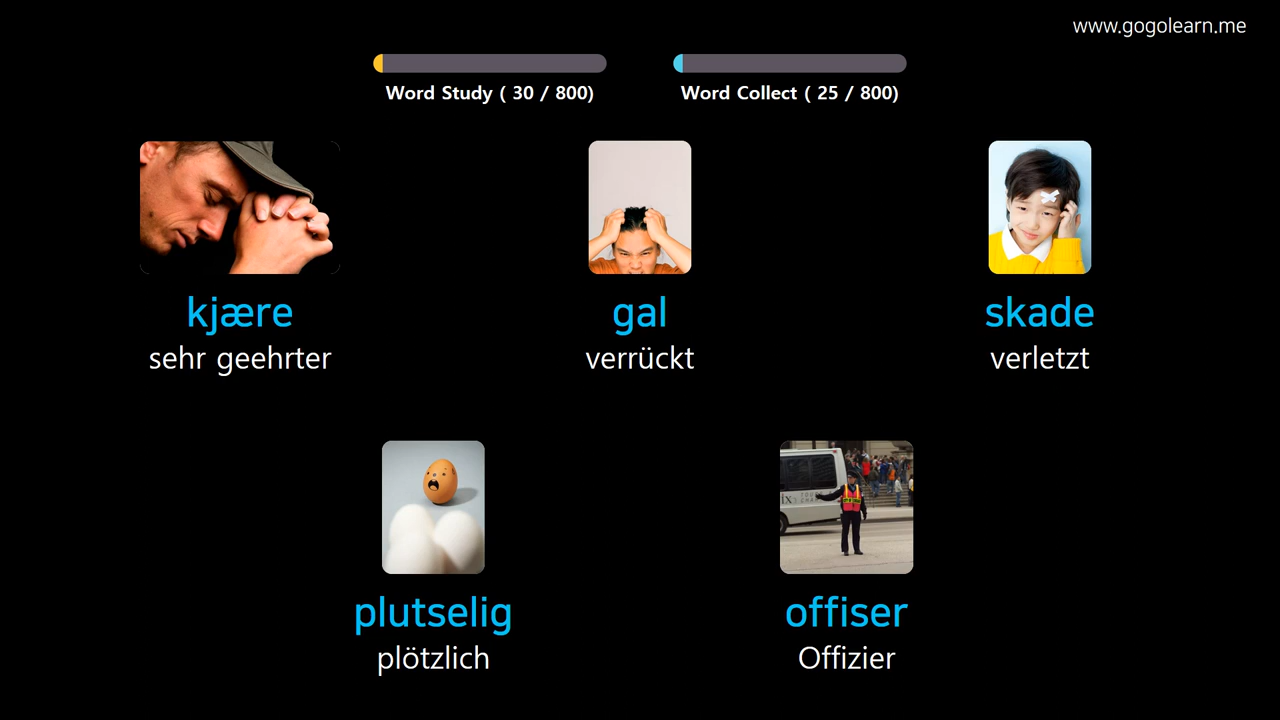 www.gogolearn.me
Word Study ( 30 / 800)
Word Collect ( 25 / 800)
kjære
sehr geehrter
gal
verrückt
skade
verletzt
plutselig
plötzlich
offiser
Offizier